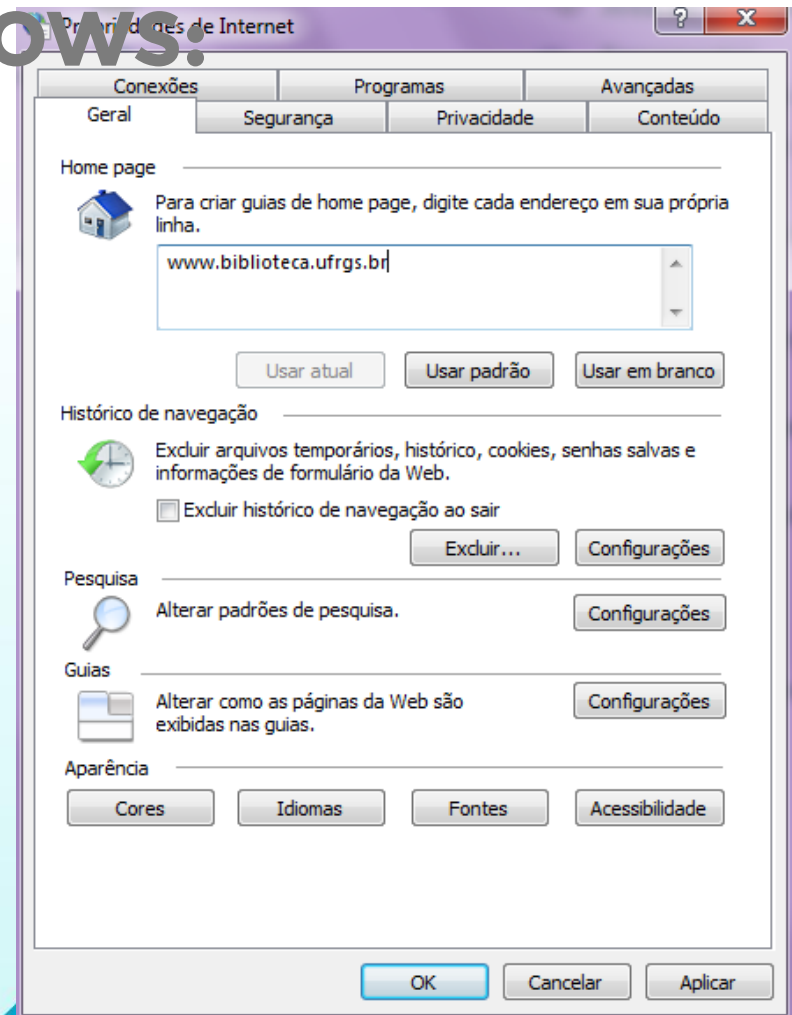 ows:
Propriedades de Internet
Conexões Programas Avançadas
Geral Segurança Privacidade Conteúdo
Home page
Para criar guias de home page, digite cada endereço em sua própria
linha.
www.biblioteca.ufrgs.br
Usar atual Usar padrão Usar em branco
Histórico de navegação
Excluir arquivos temporários, histórico, cookies, senhas salvas e
informações de formulário da Web.
Excluir histórico de navegação ao sair
Excluir... Configurações
Pesquisa
Alterar padrões de pesquisa.
Configurações
Guias
Alterar como as páginas da Web são
exibidas nas guias.
Configurações
Aparência
Cores Idiomas Fontes Acessibilidade
OK Cancelar Aplicar